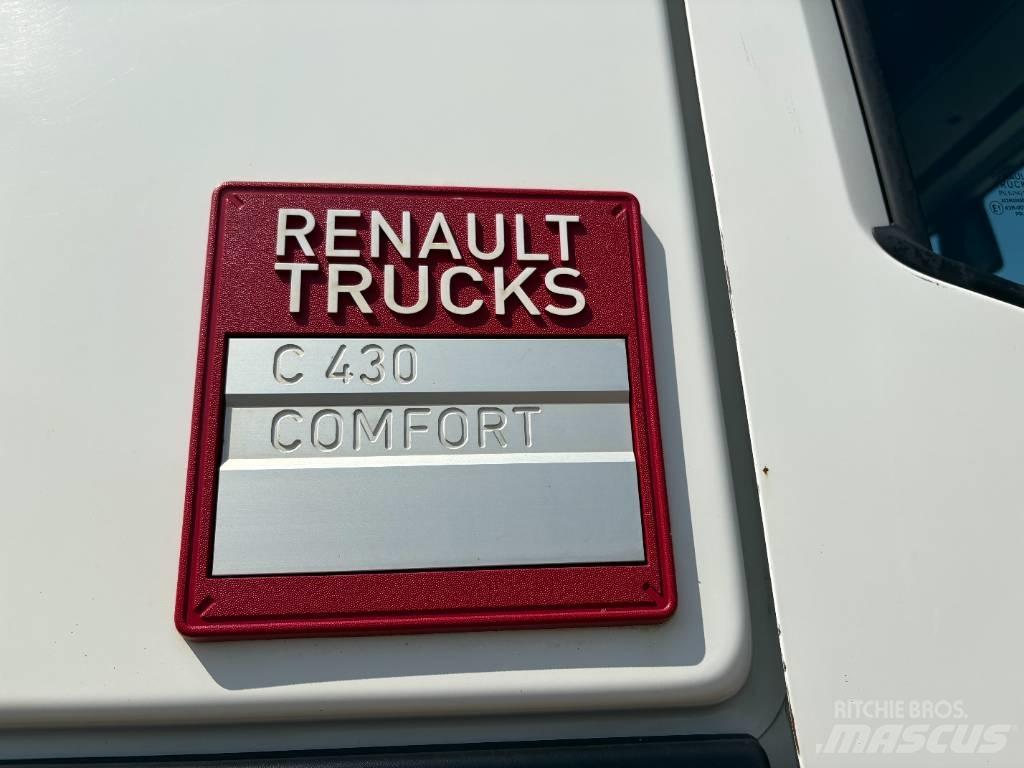 RENAULT
TRUCKS
C 430
COMFORT
RITCHIE BROS.
MASCUS